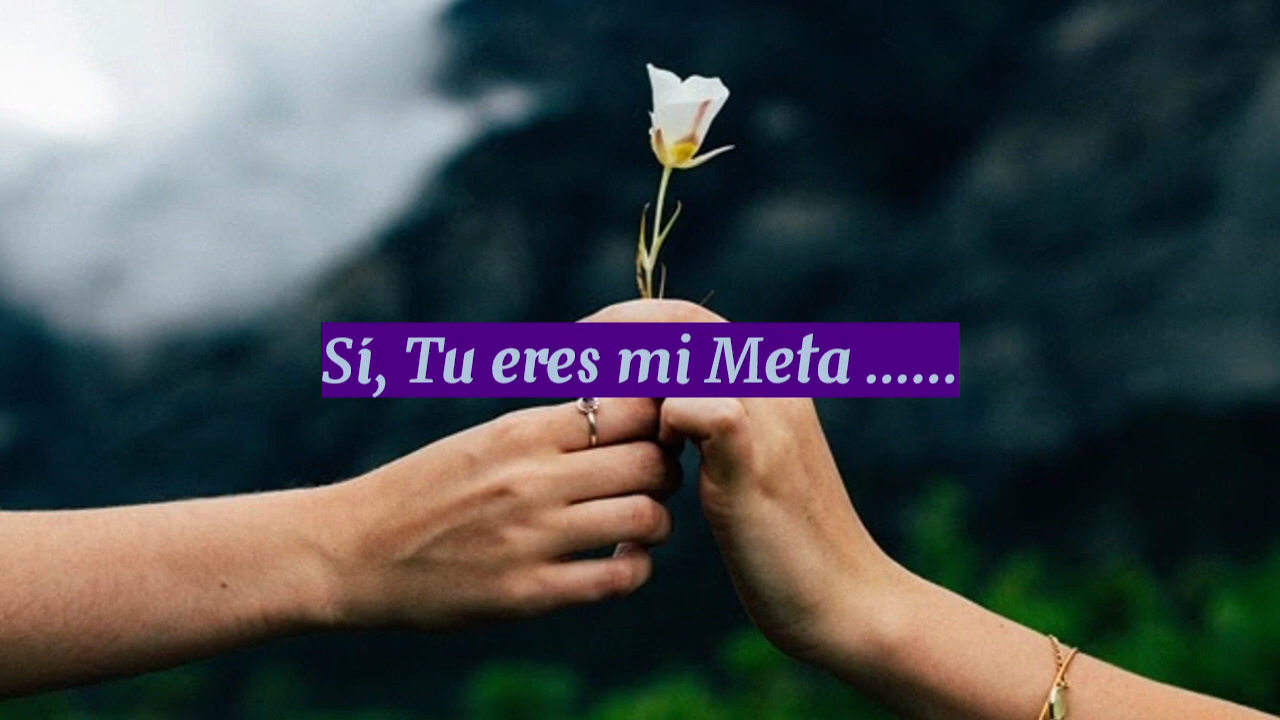 Sí, Tu eres mi Meta ......